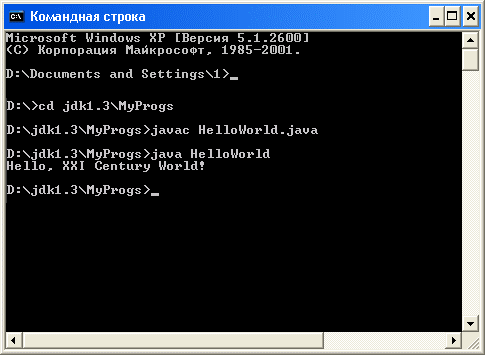 Командная строка
Microsoft Windows XP [Версия 5.1.2600]
(С) Корпорация Майкрософт, 1985-2001.
D:\Documents and Settings\1>_
D:\>cd jdk1.3\MyProgs
D:\jdk1.3\MyProgs>javac HelloWorld.java
D:\jdk1.3\MyProgs>java HelloWorld
Hello, XXI Century World!
D:\jdk1.3\MyProgs>_